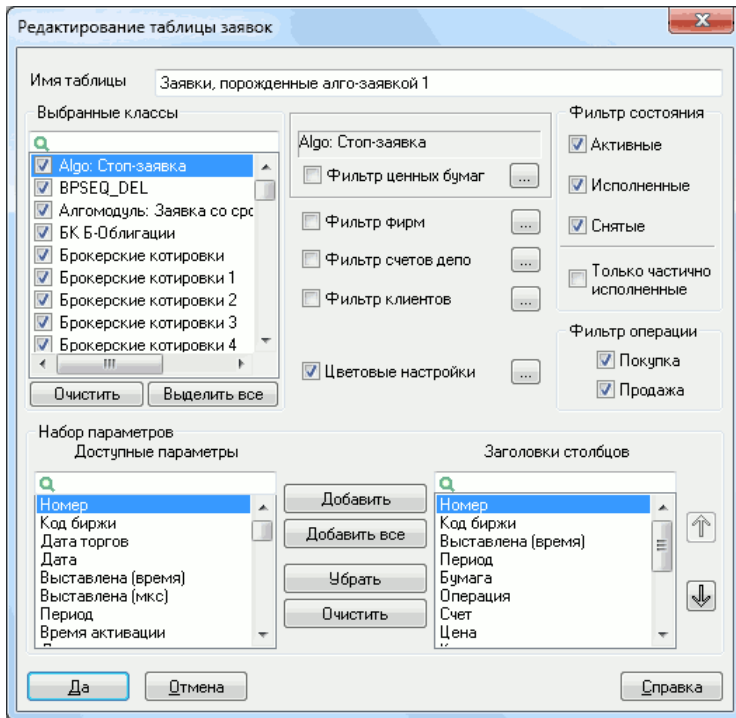 Редактирование таблицы заявок
Имя таблицы
Заявки, порожденные алго-заявкой 1
Выбранные классы
Algo: Стоп-заявка
BPSEQ_DEL
Алгомодуль: Заявка со сро
БК Б-Облигации
Брокерские котировки
Брокерские котировки 1
Брокерские котировки 2
Брокерские котировки 3
Брокерские котировки 4
Очистить
Выделить все
Algo: Стоп-заявка
Фильтр ценных бумаг
...
Фильтр фирм
...
Фильтр счетов депо
...
Фильтр клиентов
...
Цветовые настройки
...
Фильтр состояния
Активные
Исполненные
Снятые
Только частично
исполненные
Фильтр операции
Покупка
Продажа
Набор параметров
Доступные параметры
Номер
Код биржи
Дата торгов
Дата
Выставлена (время)
Выставлена (мкс)
Период
Время активации
Добавить
Добавить все
Убрать
Очистить
Заголовки столбцов
Номер
Код биржи
Выставлена (время)
Период
Бумага
Операция
Счет
Цена
Да
Отмена
Справка